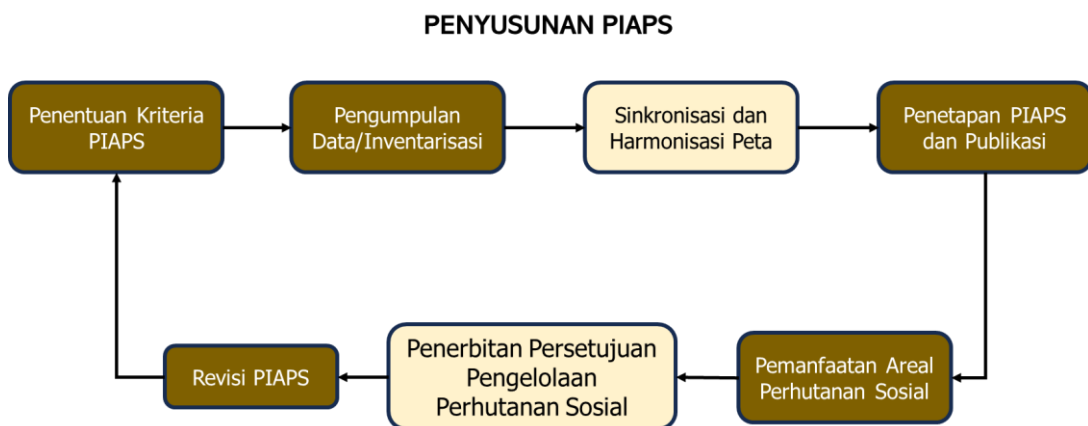 PENYUSUNAN PIAPS
Penentuan Kriteria
PIAPS
Pengumpulan
Data/Inventarisasi
Sinkronisasi dan
Harmonisasi Peta
Penetapan PIAPS
dan Publikasi
Pemanfaatan Areal
Perhutanan Sosial
Penerbitan Persetujuan
Pengelolaan
Perhutanan Sosial
Revisi PIAPS